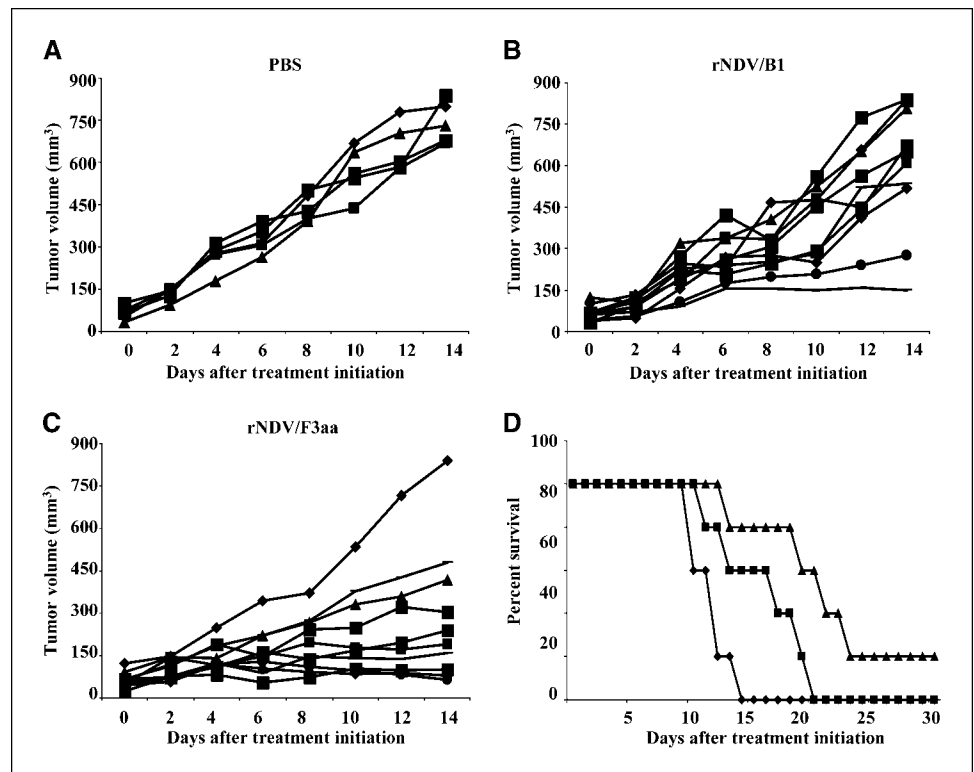 A
PBS
Tumor volume (mm3)
900
750
600
450
300
150
0
0 2 4 6 8 10 12 14
Days after treatment initiation
B
rNDV/B1
Tumor volume (mm3)
900
750
600
450
300
150
0
0 2 4 6 8 10 12 14
Days after treatment initiation
C
rNDV/F3aa
Tumor volume (mm3)
900
750
600
450
300
150
0
0 2 4 6 8 10 12 14
Days after treatment initiation
D
Percent survival
100
80
60
40
20
0
5 10 15 20 25 30
Days after treatment initiation